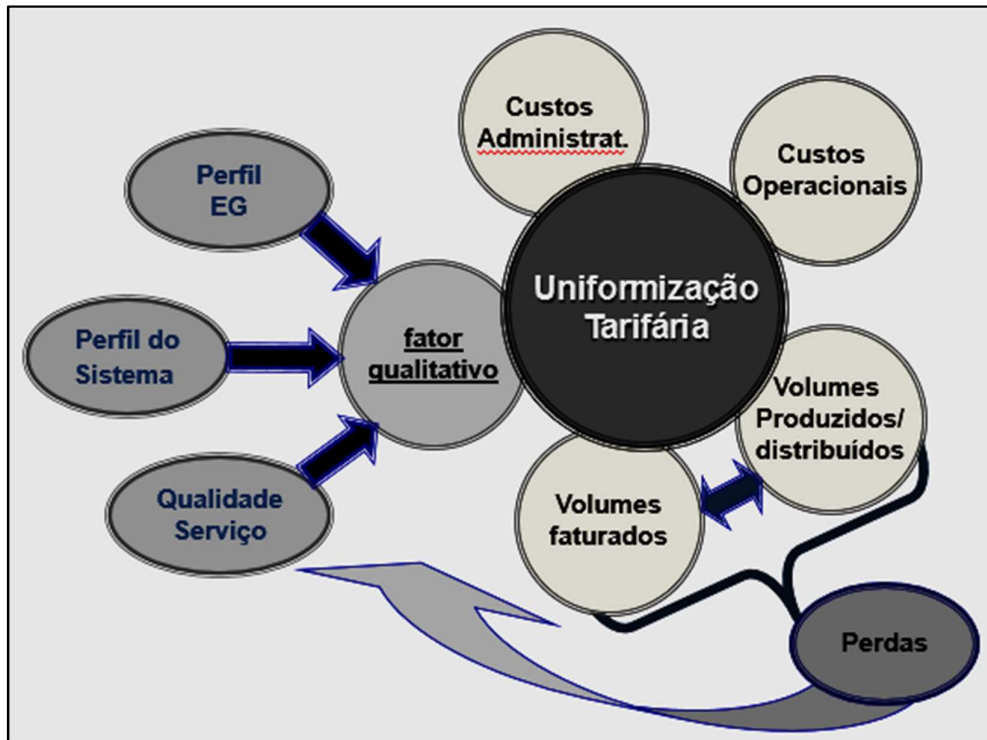 Custos
Administrat.
Custos
Operacionais
Perfil
EG
Uniformização
Tarifária
Perfil do
Sistema
fator
qualitativo
Volumes
Produzidos/
distribuídos
Qualidade
Serviço
Volumes
faturados
Perdas